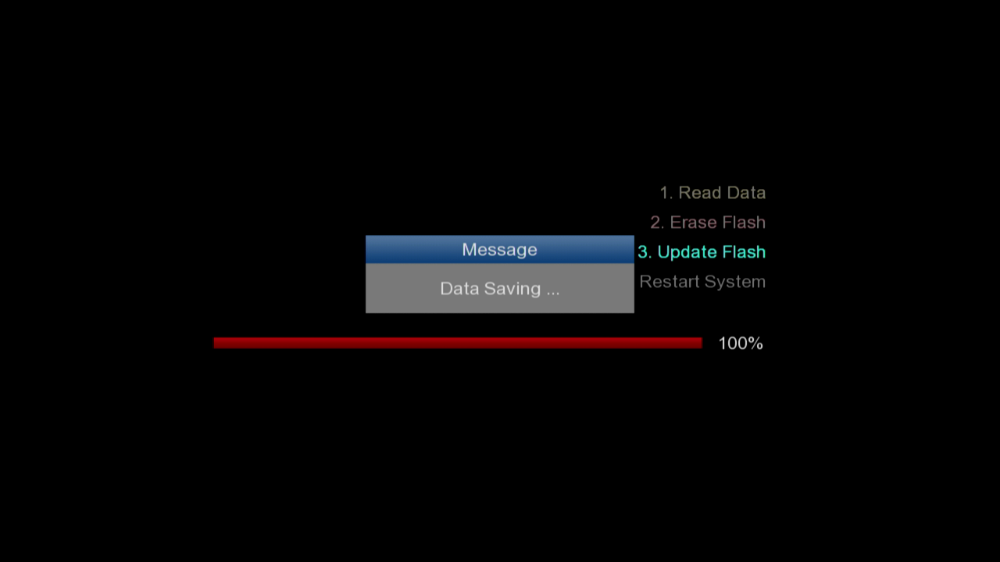 1. Read Data
2. Erase Flash
3. Update Flash
Restart System
Message
Data Saving ...
100%